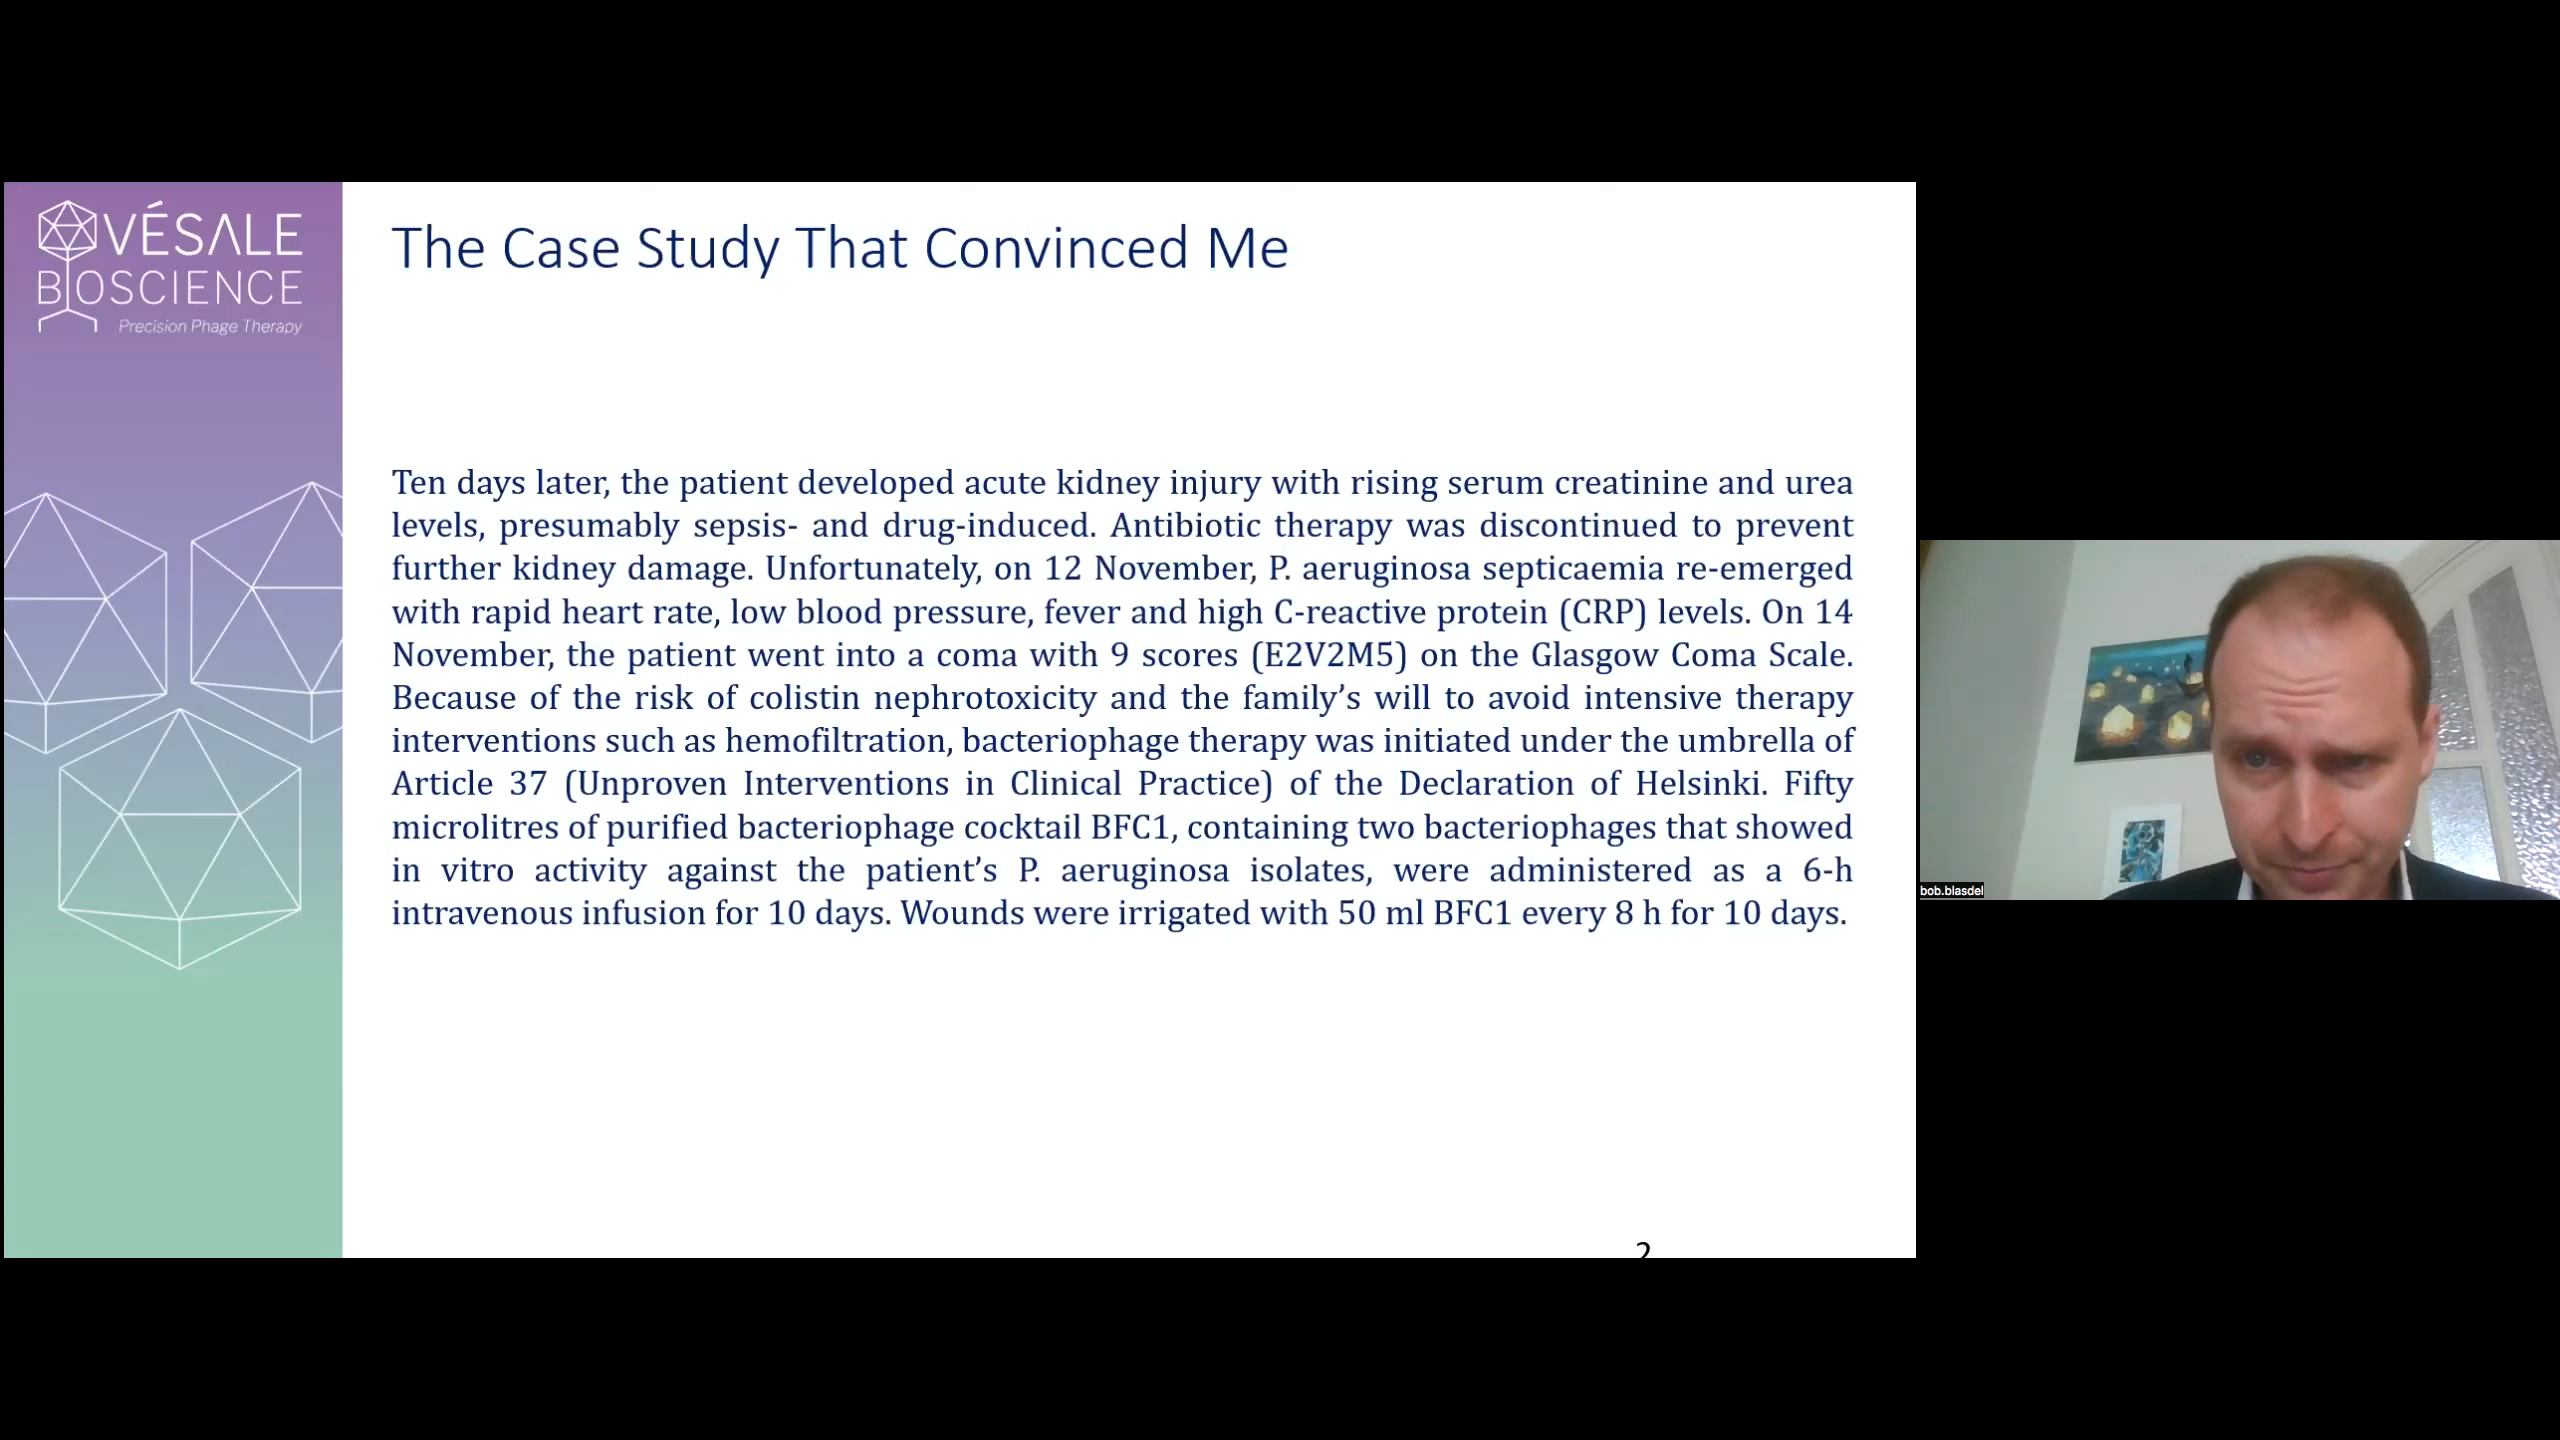 VÉSALE
BIOSCIENCE
Precision Phage Therapy
The Case Study That Convinced Me
Ten days later, the patient developed acute kidney injury with rising serum creatinine and urea
levels, presumably sepsis- and drug-induced. Antibiotic therapy was discontinued to prevent
further kidney damage. Unfortunately, on 12 November, P. aeruginosa septicaemia re-emerged
with rapid heart rate, low blood pressure, fever and high C-reactive protein (CRP) levels. On 14
November, the patient went into a coma with 9 scores (E2V2M5) on the Glasgow Coma Scale.
Because of the risk of colistin nephrotoxicity and the family’s will to avoid intensive therapy
interventions such as hemofiltration, bacteriophage therapy was initiated under the umbrella of
Article 37 (Unproven Interventions in Clinical Practice) of the Declaration of Helsinki. Fifty
microlitres of purified bacteriophage cocktail BFC1, containing two bacteriophages that showed
in vitro activity against the patient’s P. aeruginosa isolates, were administered as a 6-h
intravenous infusion for 10 days. Wounds were irrigated with 50 ml BFC1 every 8 h for 10 days.
2
bob.blasdel